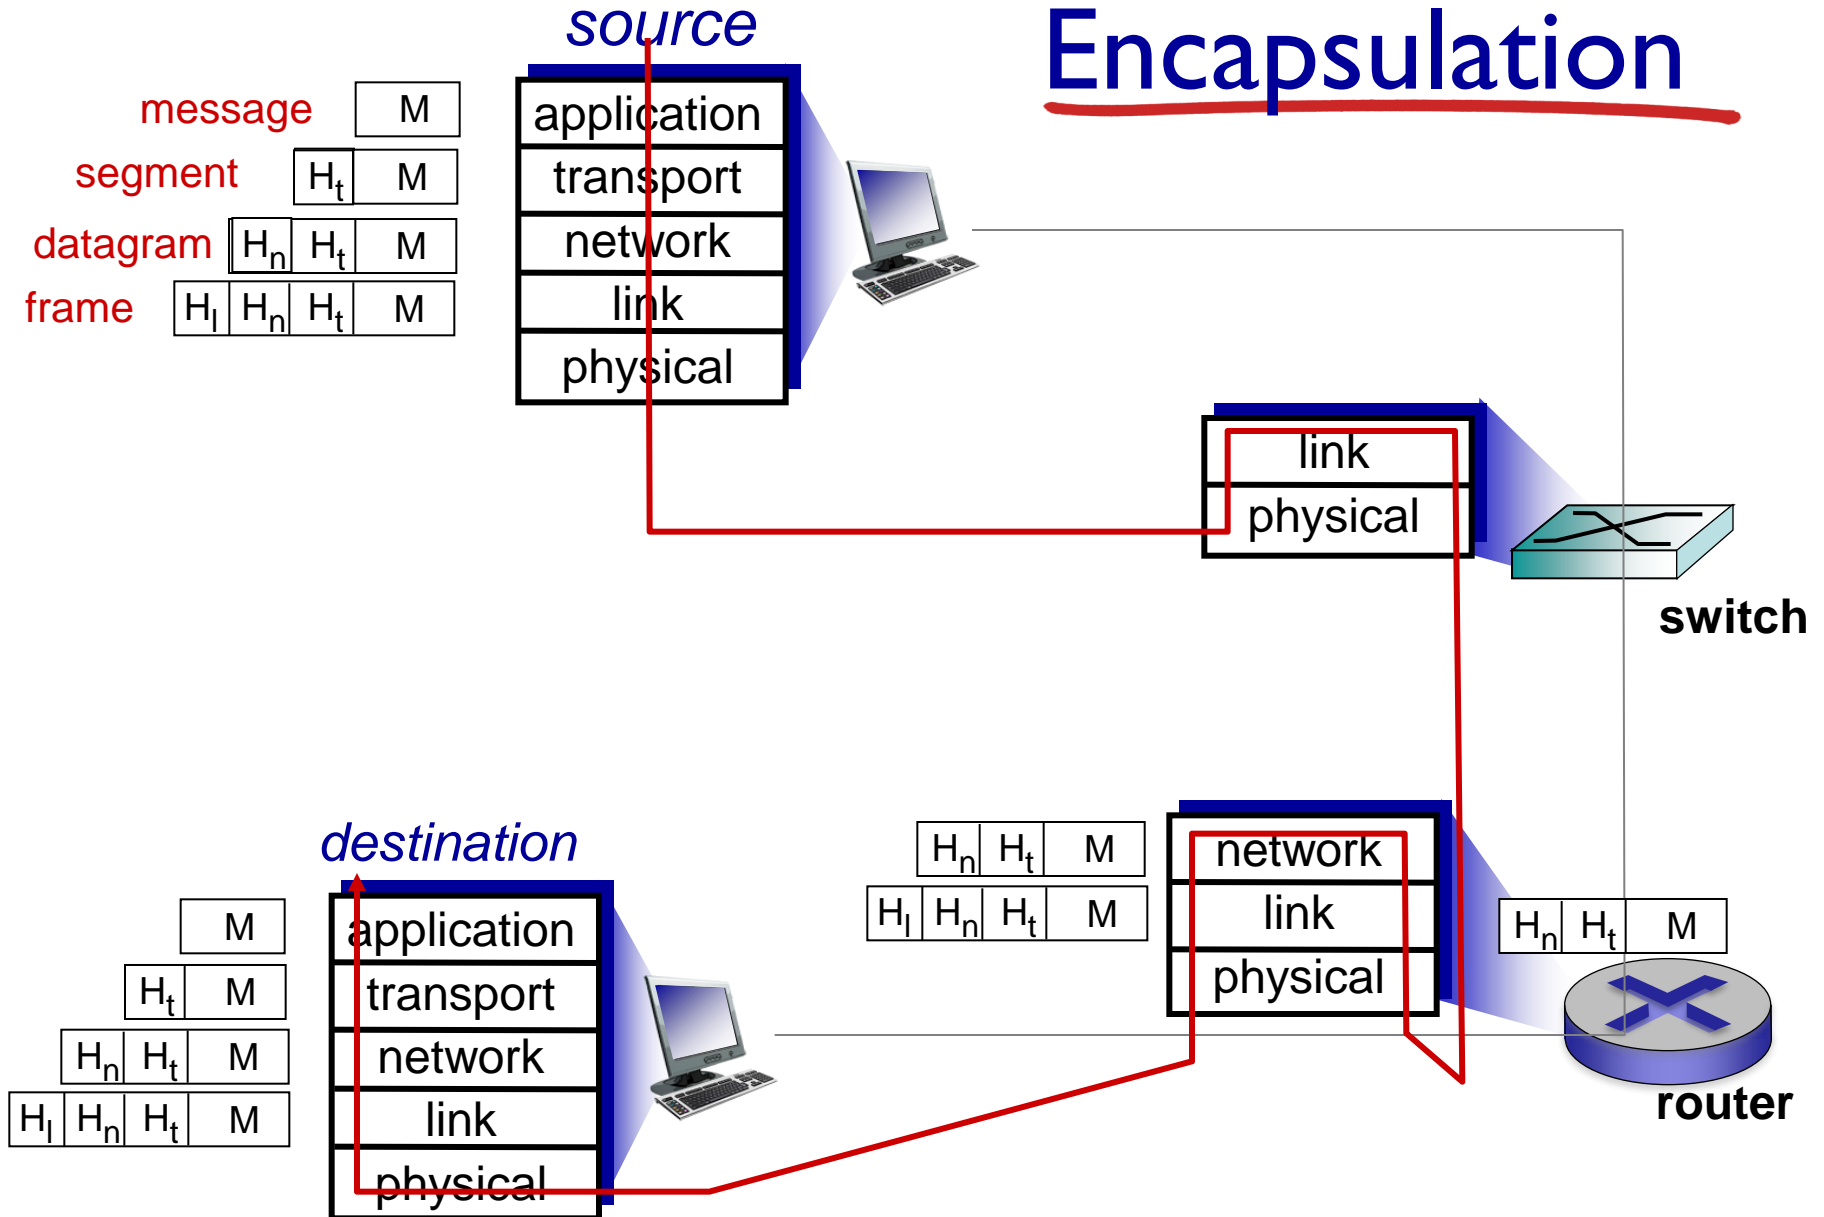 source
Encapsulation
message M application
segment Ht M transport
datagram Hn Ht M network
frame Hl Hn Ht M link
physical
link
physical
switch
destination
Hn Ht M network
Hl Hn Ht M link
physical
Hn Ht M
router
M application
Ht M transport
Hn Ht M network
Hl Hn Ht M link
physical